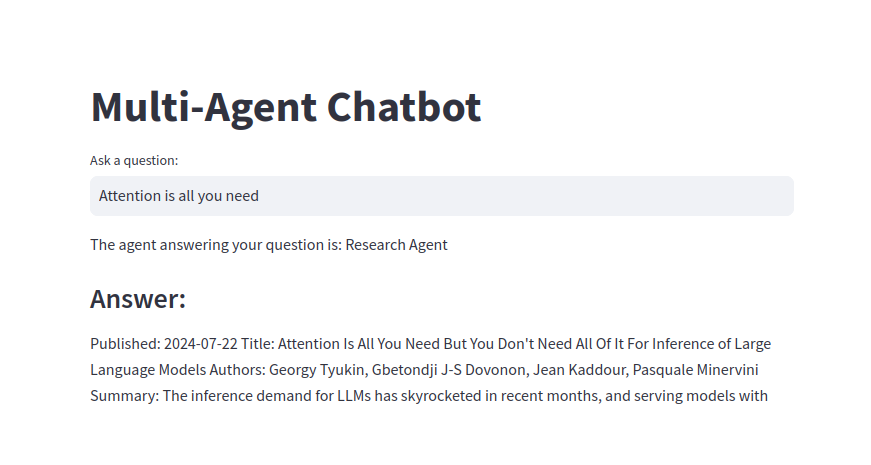 Multi-Agent Chatbot
Ask a question:
Attention is all you need
The agent answering your question is: Research Agent
Answer:
Published: 2024-07-22 Title: Attention Is All You Need But You Don't Need All Of It For Inference of Large
Language Models Authors: Georgy Tyukin, Gbetondji J-S Dovonon, Jean Kaddour, Pasquale Minervini
Summary: The inference demand for LLMs has skyrocketed in recent months, and serving models with